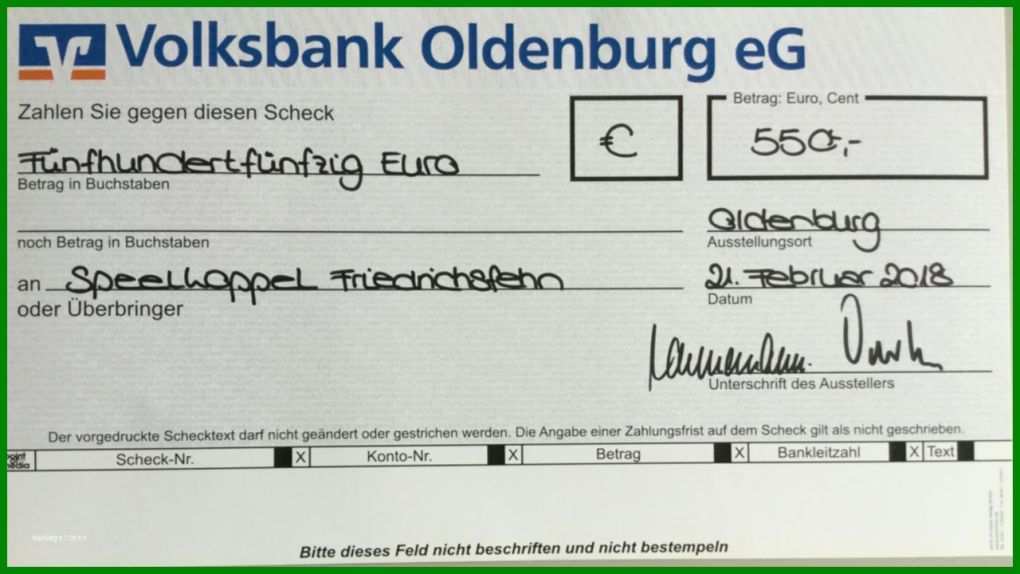 Volksbank Oldenburg eG
Zahlen Sie gegen diesen Scheck
Betrag: Euro, Cent
€
550,-
Fünfhundertfünfzig Euro
Betrag in Buchstaben
Oldenburg
noch Betrag in Buchstaben
Ausstellungsort
an Speelkoppel Friedrichsfehn
21. Februar 2018
oder Überbringer
Datum
Unterschrift des Ausstellers
Der vorgedruckte Schecktext darf nicht geändert oder gestrichen werden. Die Angabe einer Zahlungsfrist auf dem Scheck gilt als nicht geschrieben.
Scheck-Nr. X Konto-Nr. X Betrag X Bankleitzahl X Text
Bitte dieses Feld nicht beschriften und nicht bestempeln